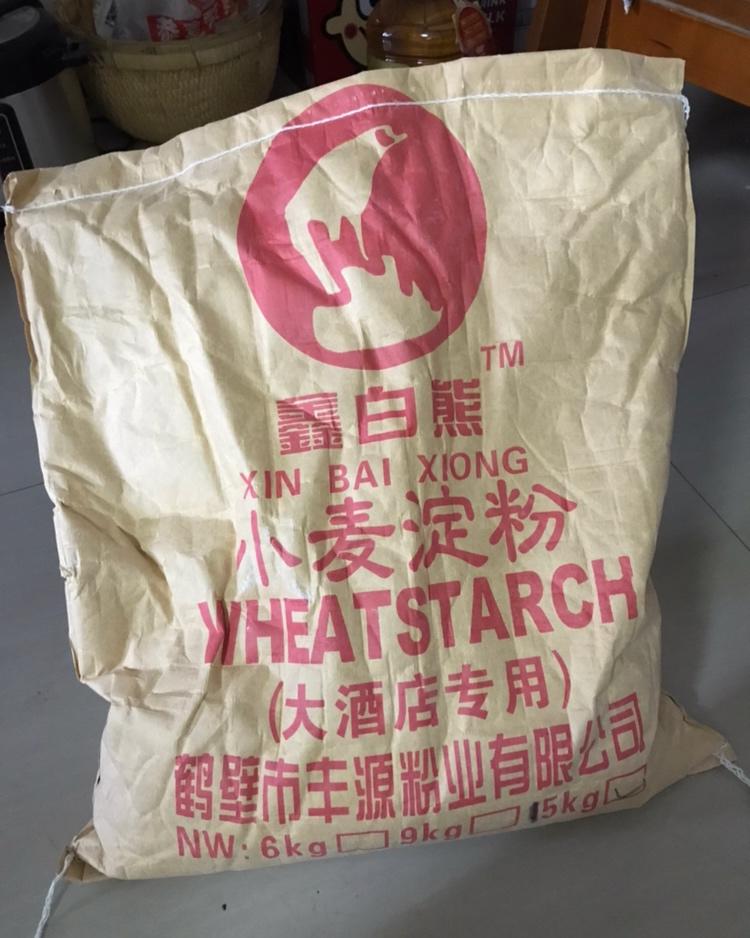 TM
鑫白熊
XIN BAI XIONG
小麦淀粉
WHEATSTARCH
(大酒店专用)
鹤壁市丰源粉业有限公司
NW: 6kg 9kg 15kg